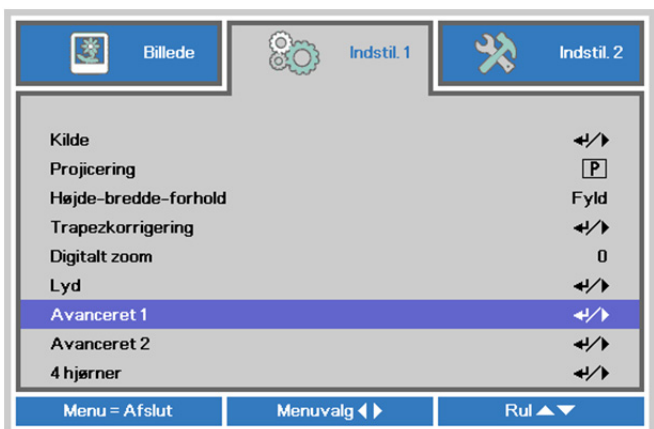 Billede
Indstil. 1
Indstil. 2
Kilde ↵/▶
Projicering P
Højde-bredde-forhold Fyld
Trapezkorrigering ↵/▶
Digitalt zoom 0
Lyd ↵/▶
Avanceret 1 ↵/▶
Avanceret 2 ↵/▶
4 hjørner ↵/▶
Menu = Afslut
Menuvalg ◀ ▶
Rul ▲▼